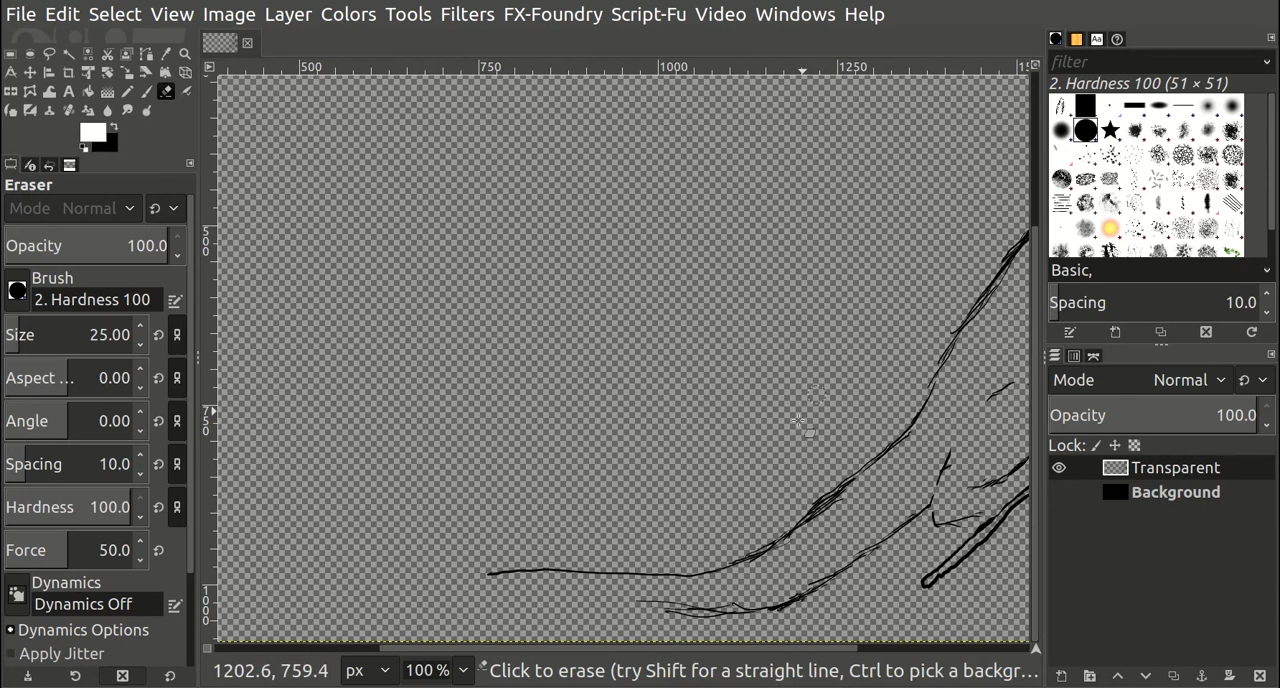 File Edit Select View Image Layer Colors Tools Filters FX-Foundry Script-Fu Video Windows Help
500 750 1000 1250 15
filter
2. Hardness 100 (51 × 51)
Eraser
Mode Normal
Opacity 100.0
Brush
2. Hardness 100
Size 25.00
Aspect ... 0.00
Angle 0.00
Spacing 10.0
Hardness 100.0
Force 50.0
Dynamics
Dynamics Off
Dynamics Options
Apply Jitter
500
750
1000
Basic,
Spacing 10.0
Mode Normal
Opacity 100.0
Lock:
Transparent
Background
1202.6, 759.4 px 100 % Click to erase (try Shift for a straight line, Ctrl to pick a backgr...